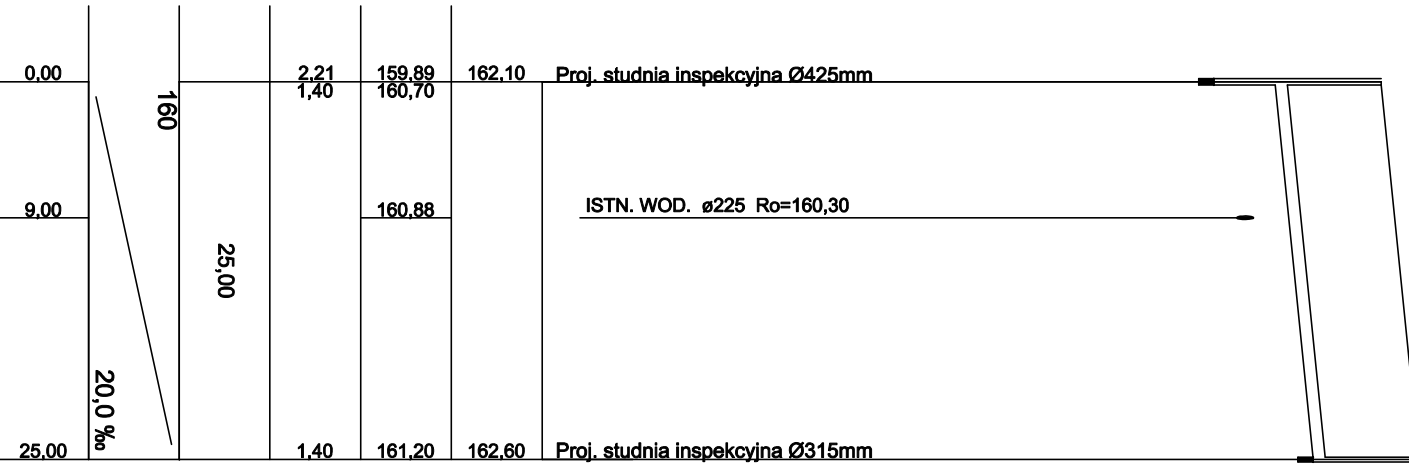 0,00 2,21 159,89 162,10 Proj. studnia inspekcyjna Ø425mm
1,40 160,70
160
9,00 160,88 ISTN. WOD. ø225 Ro=160,30
25,00
20,0 ‰
25,00 1,40 161,20 162,60 Proj. studnia inspekcyjna Ø315mm